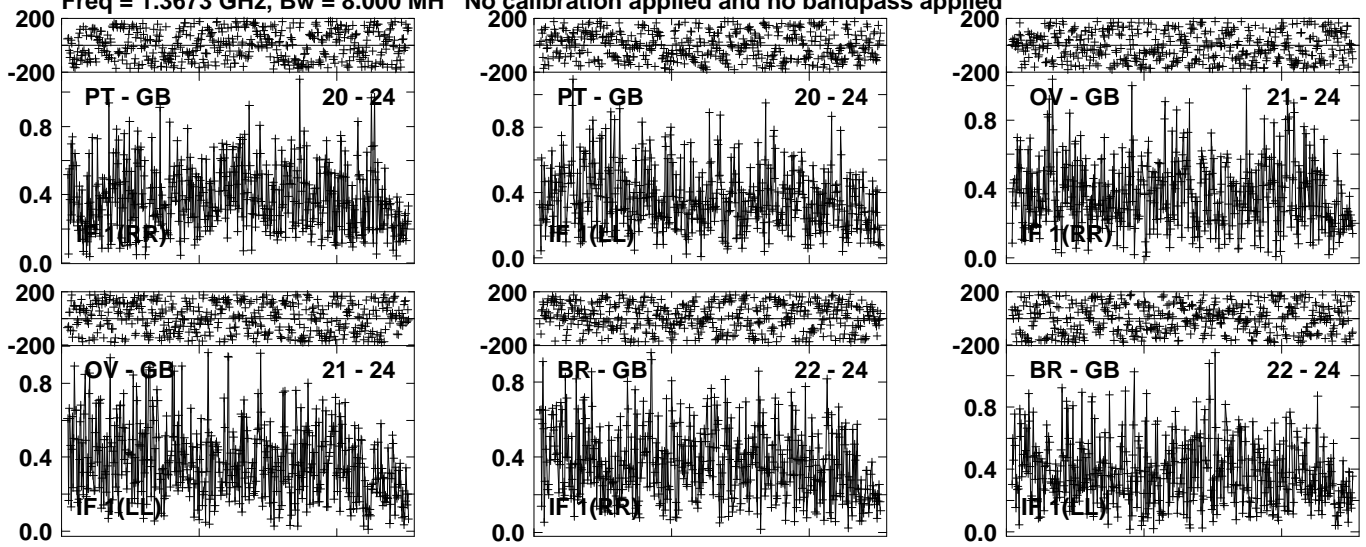 Freq = 1.3673 GHz, Bw = 8.000 MH No calibration applied and no bandpass applied
200
-200
PT - GB 20 - 24
0.8
0.4
IF 1(RR)
0.0
200
-200
PT - GB 20 - 24
0.8
0.4
IF 1(LL)
0.0
200
-200
OV - GB 21 - 24
0.8
0.4
IF 1(RR)
0.0
200
-200
OV - GB 21 - 24
0.8
0.4
IF 1(LL)
0.0
200
-200
BR - GB 22 - 24
0.8
0.4
IF 1(RR)
0.0
200
-200
BR - GB 22 - 24
0.8
0.4
IF 1(LL)
0.0